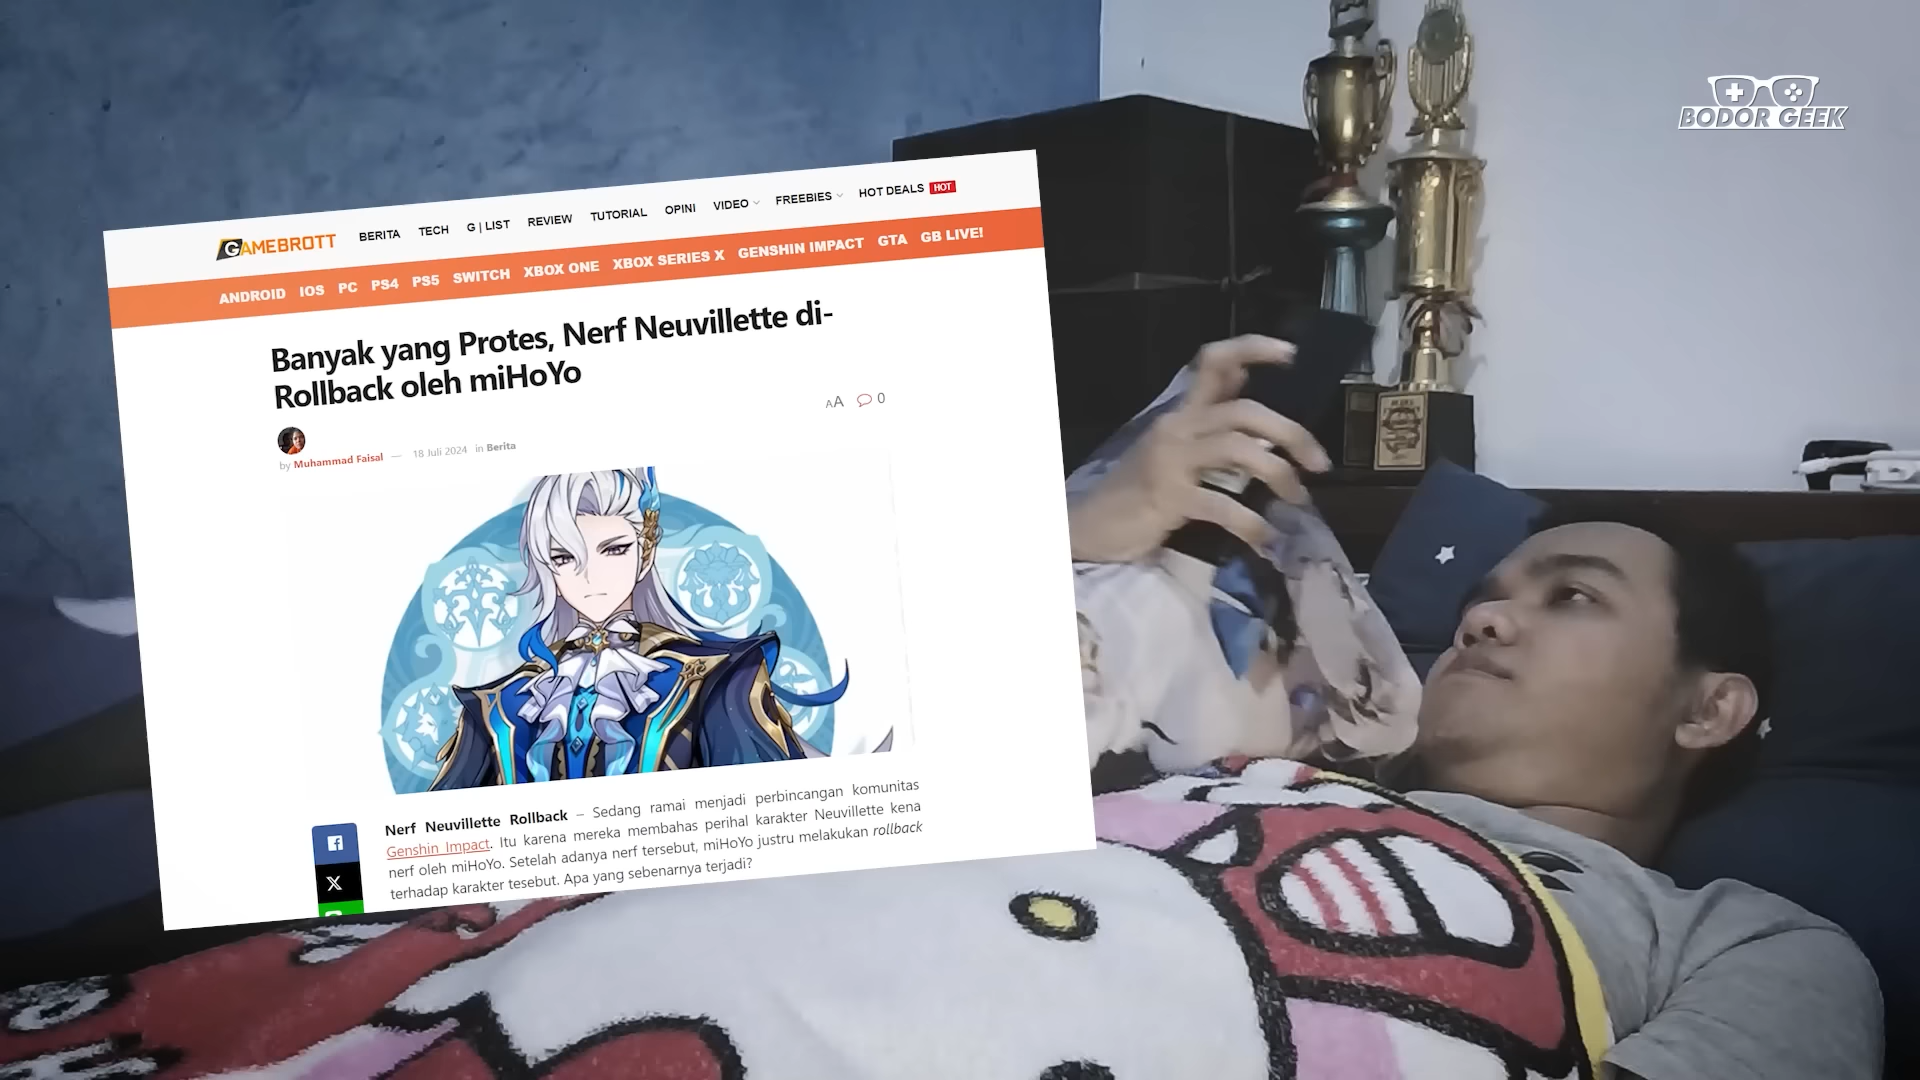 BODOR GEEK
GAMEBROTT
BERITA TECH G | LIST REVIEW TUTORIAL OPINI VIDEO FREEBIES HOT DEALS HOT
ANDROID IOS PC PS4 PS5 SWITCH XBOX ONE XBOX SERIES X GENSHIN IMPACT GTA GB LIVE!
Banyak yang Protes, Nerf Neuvillette di-
Rollback oleh miHoYo
AA 0
by Muhammad Faisal — 18 Juli 2024 in Berita
Nerf Neuvillette Rollback – Sedang ramai menjadi perbincangan komunitas
Genshin Impact. Itu karena mereka membahas perihal karakter Neuvillette kena
nerf oleh miHoYo. Setelah adanya nerf tersebut, miHoYo justru melakukan rollback
terhadap karakter tesebut. Apa yang sebenarnya terjadi?